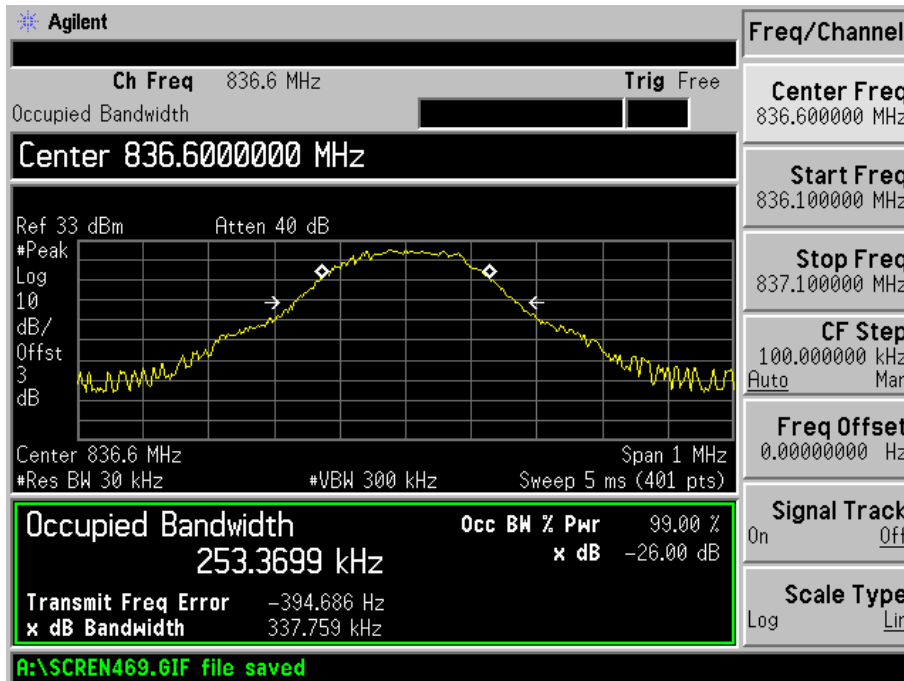 Agilent
Freq/Channel
Ch Freq 836.6 MHz Trig Free
Occupied Bandwidth
Center 836.6000000 MHz
Ref 33 dBm Atten 40 dB
#Peak
Log
10
dB/
Offst
3
dB
Center 836.6 MHz Span 1 MHz
#Res BW 30 kHz #VBW 300 kHz Sweep 5 ms (401 pts)
Occupied Bandwidth
253.3699 kHz
Occ BW % Pwr 99.00 %
x dB -26.00 dB
Transmit Freq Error -394.686 Hz
x dB Bandwidth 337.759 kHz
A:\SCREN469.GIF file saved
Center Freq
836.600000 MHz
Start Freq
836.100000 MHz
Stop Freq
837.100000 MHz
CF Step
100.000000 kHz
Auto Man
Freq Offset
0.00000000 Hz
Signal Track
On Off
Scale Type
Log Lin